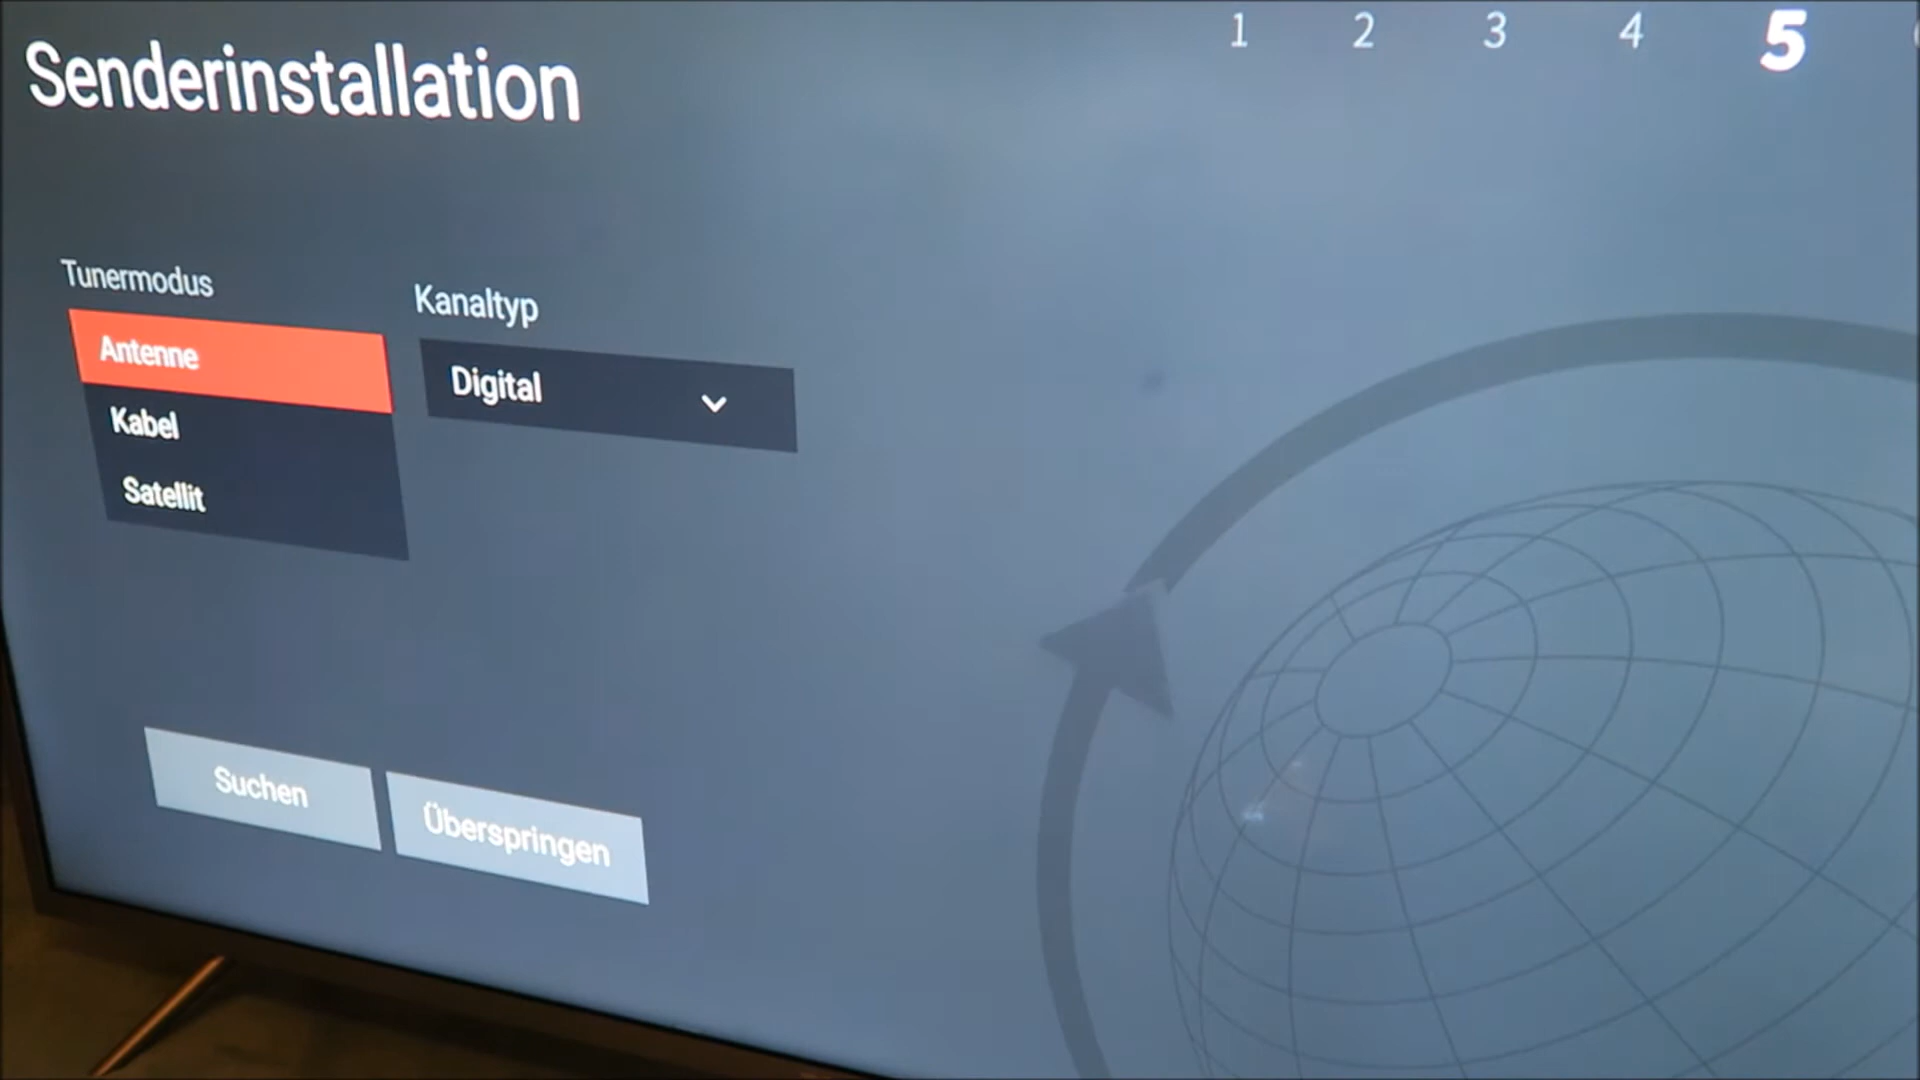 Senderinstallation
1 2 3 4 5
Tunermodus
Kanaltyp
Antenne
Kabel
Satellit
Digital
Suchen
Überspringen